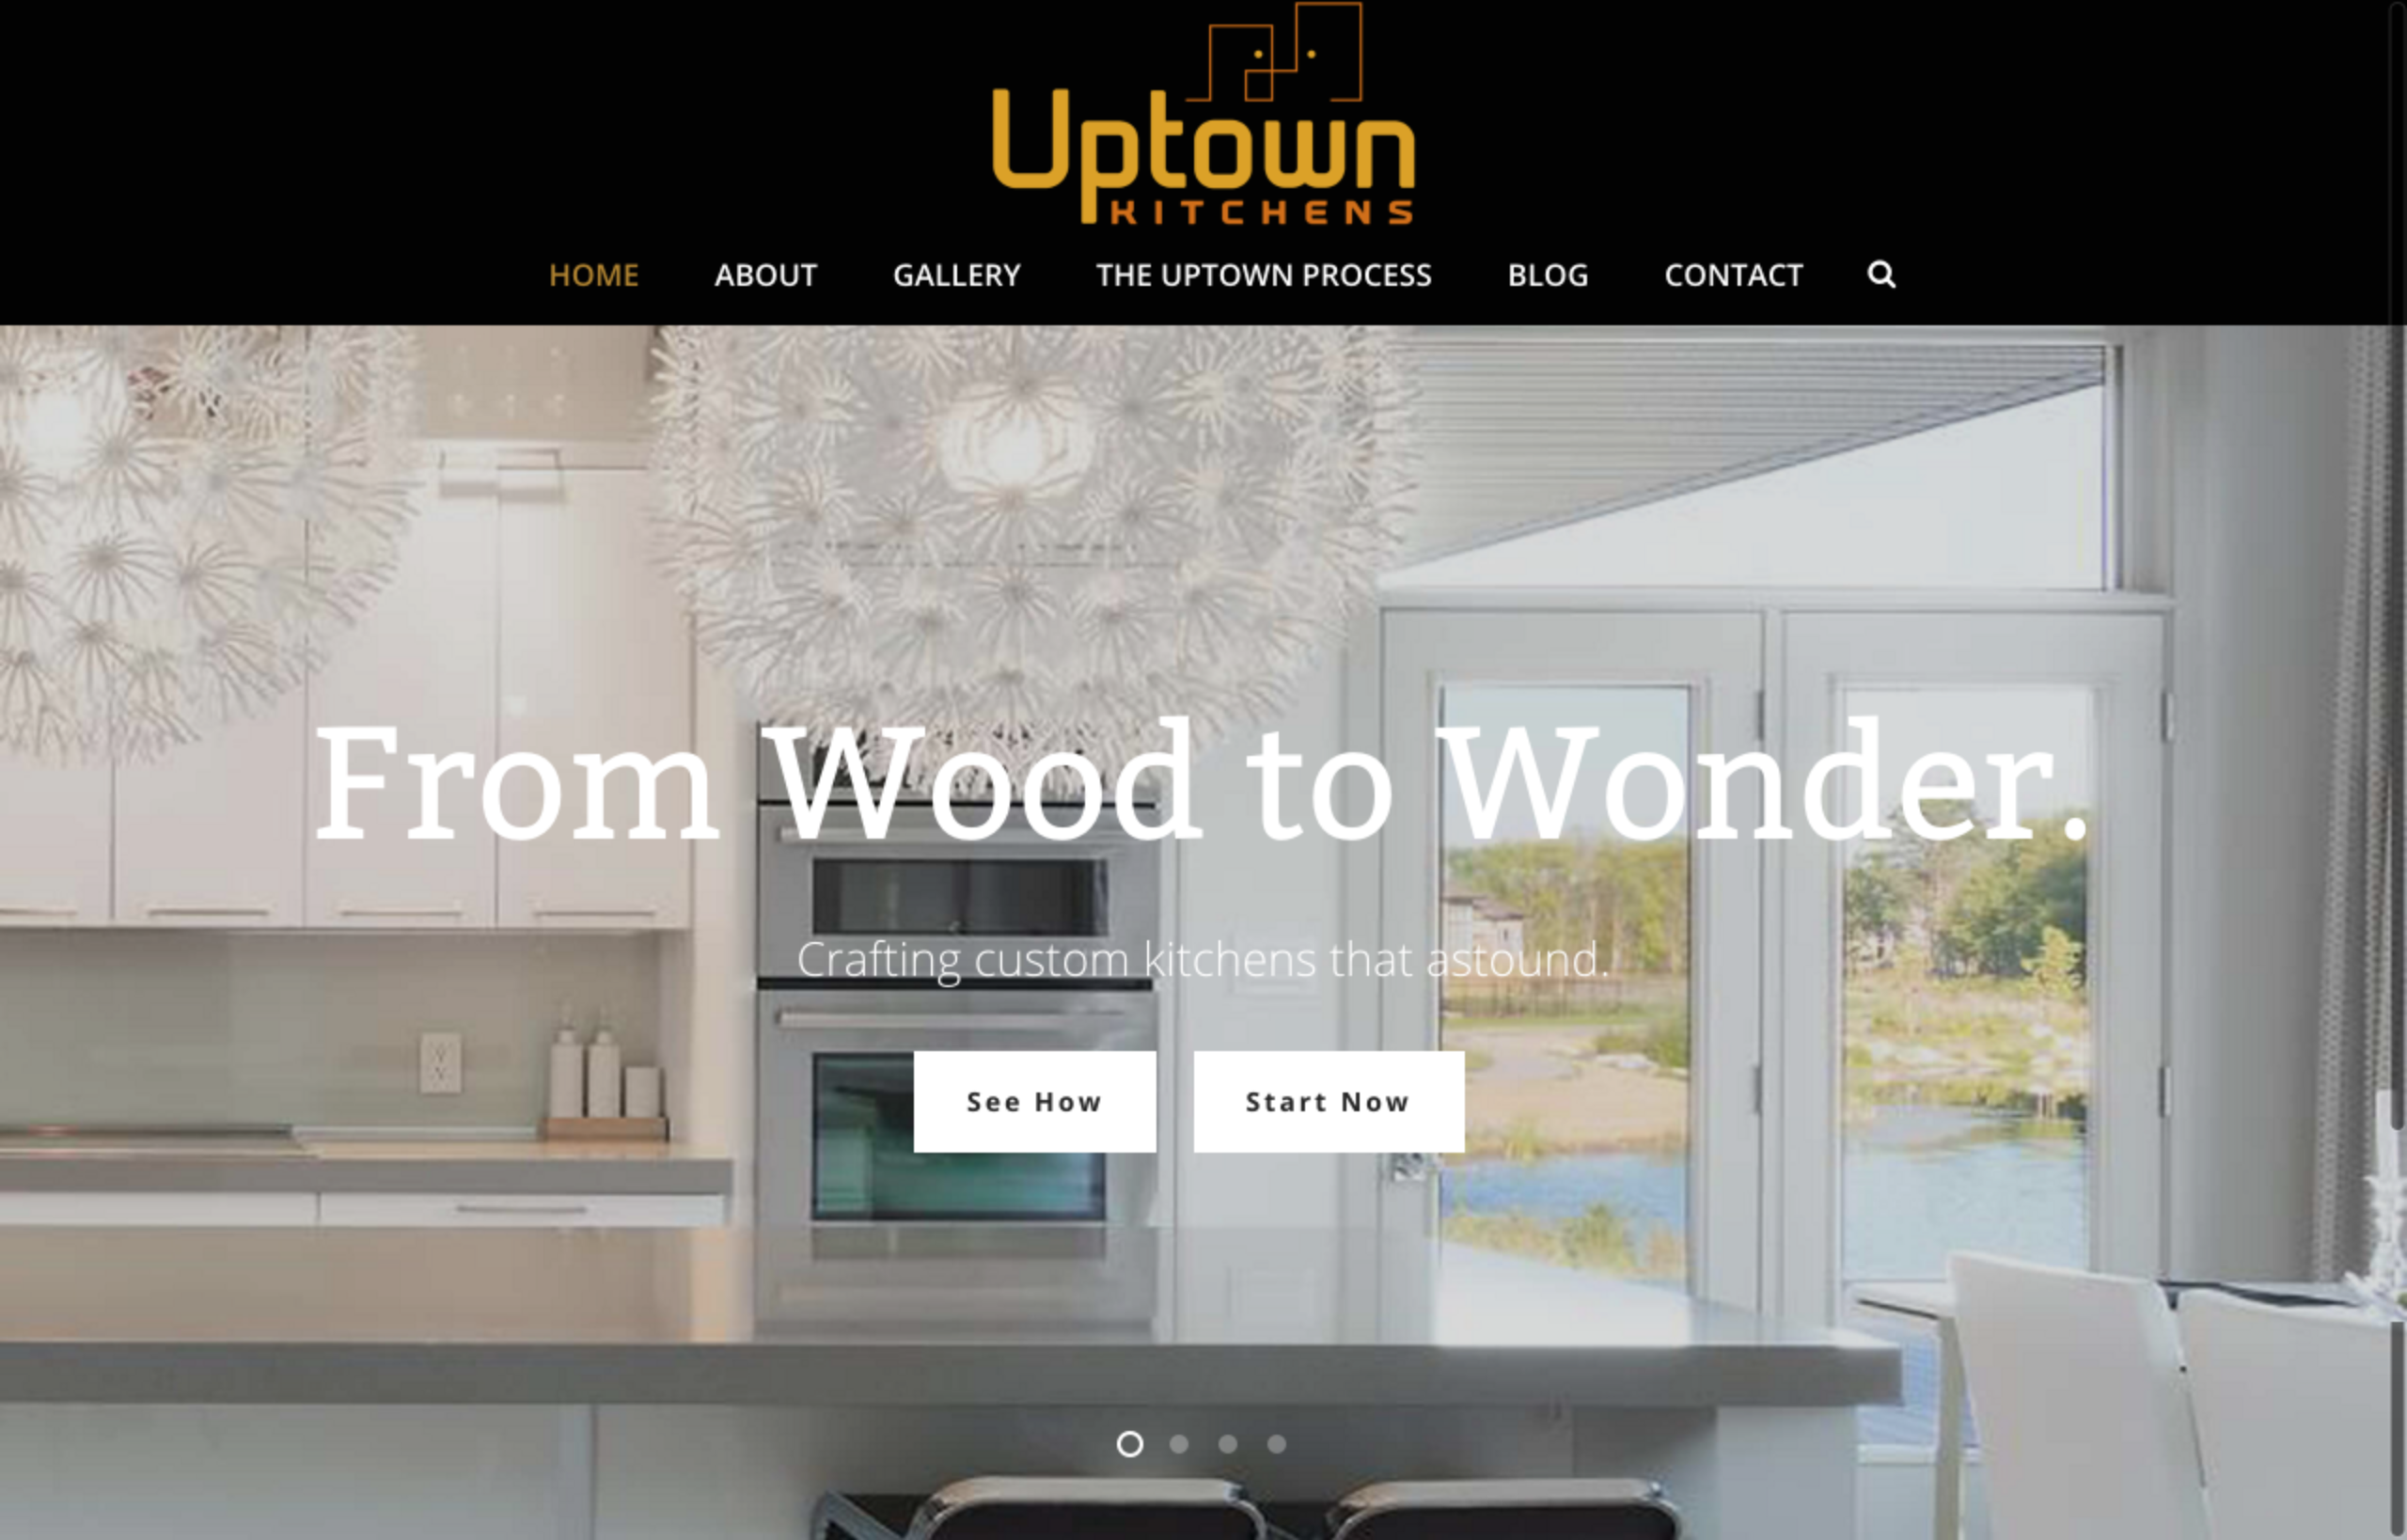 Uptown
KITCHENS
HOME ABOUT GALLERY THE UPTOWN PROCESS BLOG CONTACT
From Wood to Wonder.
Crafting custom kitchens that astound.
See How Start Now